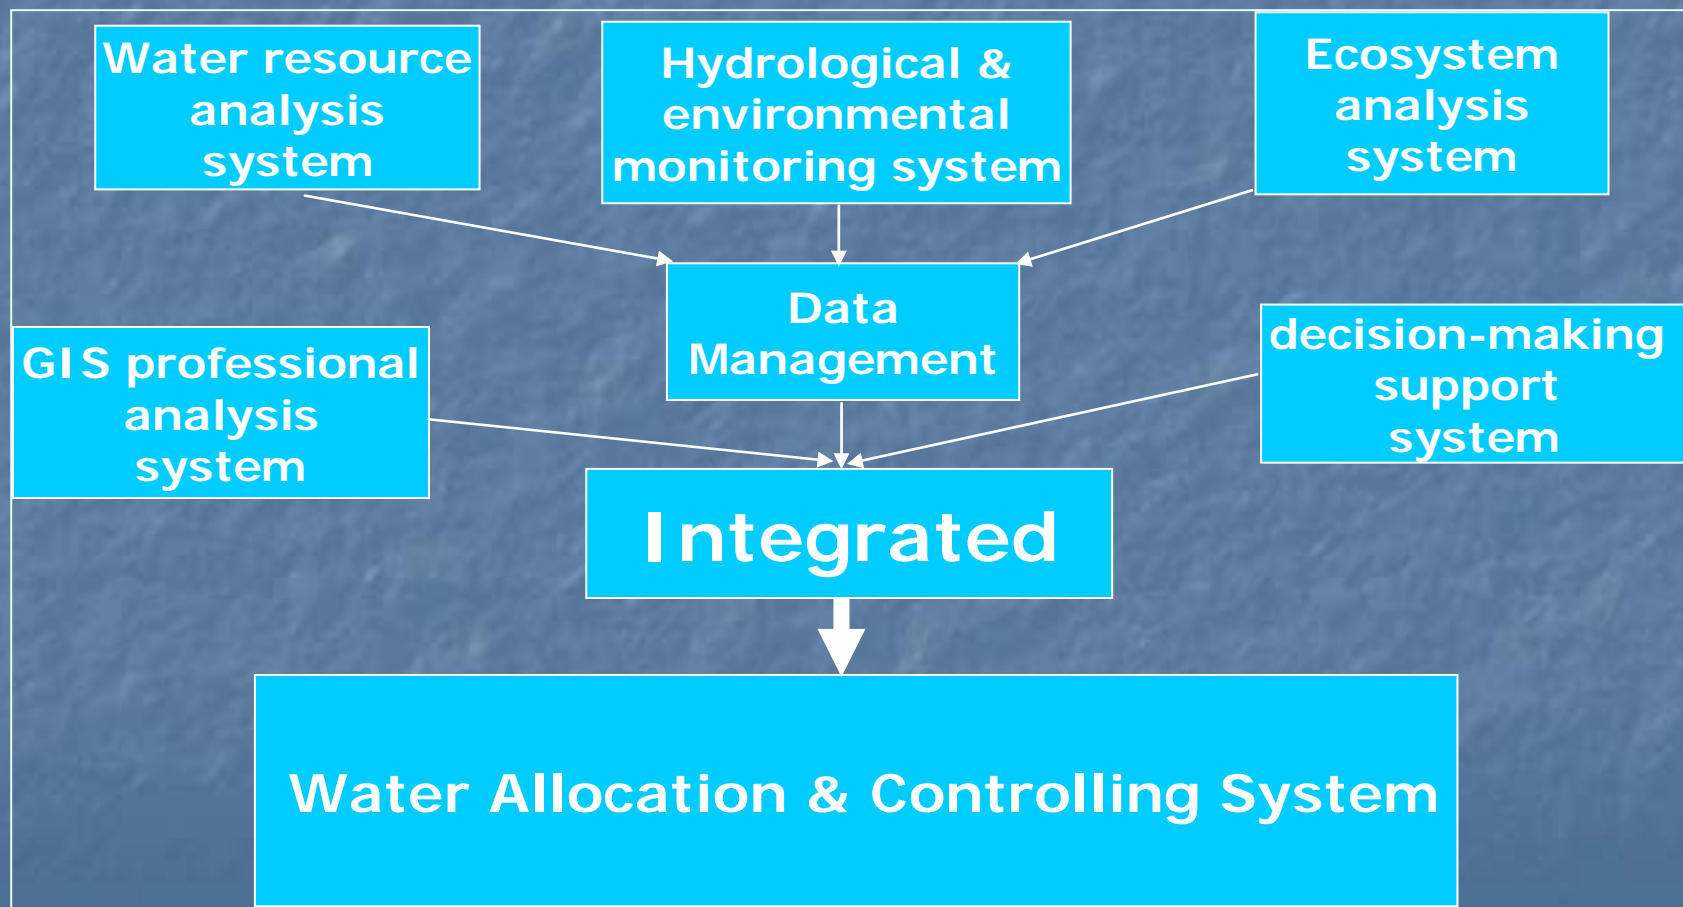 Water resource
analysis
system
Hydrological &
environmental
monitoring system
Ecosystem
analysis
system
Data
Management
GIS professional
analysis
system
decision-making
support
system
Integrated
Water Allocation & Controlling System